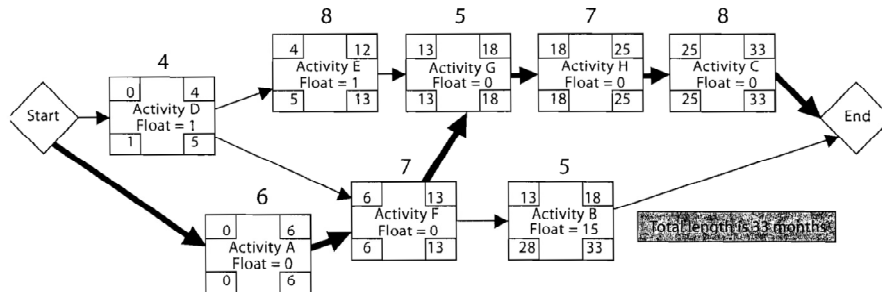 8
5
7
8
4
4 12
Activity E
Float = 1
5 13
13 18
Activity G
Float = 0
13 18
18 25
Activity H
Float = 0
18 25
25 33
Activity C
Float = 0
25 33
0 4
Activity D
Float = 1
1 5
Start
End
7
5
6
6 13
Activity F
Float = 0
6 13
13 18
Activity B
Float = 15
28 33
0 6
Activity A
Float = 0
0 6
Total length is 33 months